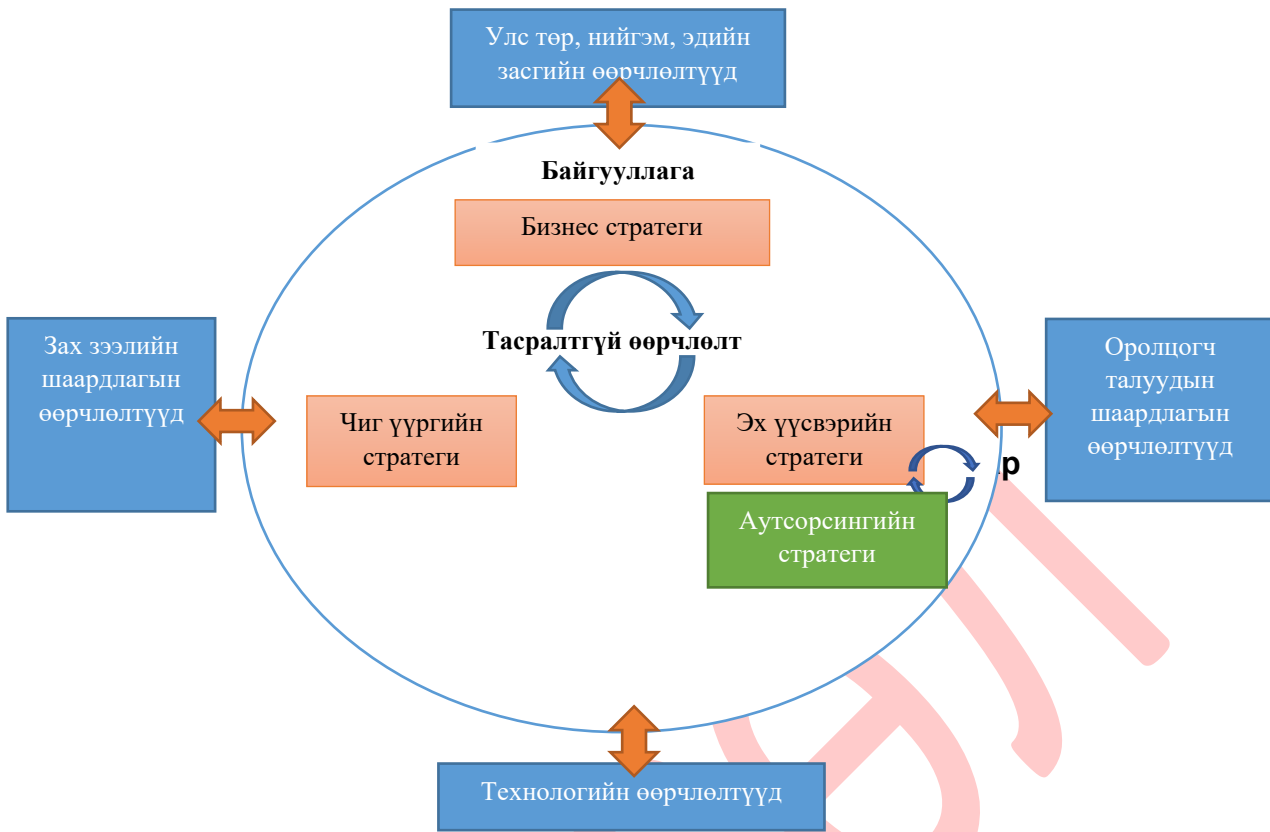 Улс төр, нийгэм, эдийн
засгийн өөрчлөлтүүд
Байгууллага
Бизнес стратеги
Тасралтгүй өөрчлөлт
Зах зээлийн
шаардлагын
өөрчлөлтүүд
Чиг үүргийн
стратеги
Эх үүсвэрийн
стратеги
Аутсорсингийн
стратеги
Оролцогч
талуудын
шаардлагын
өөрчлөлтүүд
Технологийн өөрчлөлтүүд